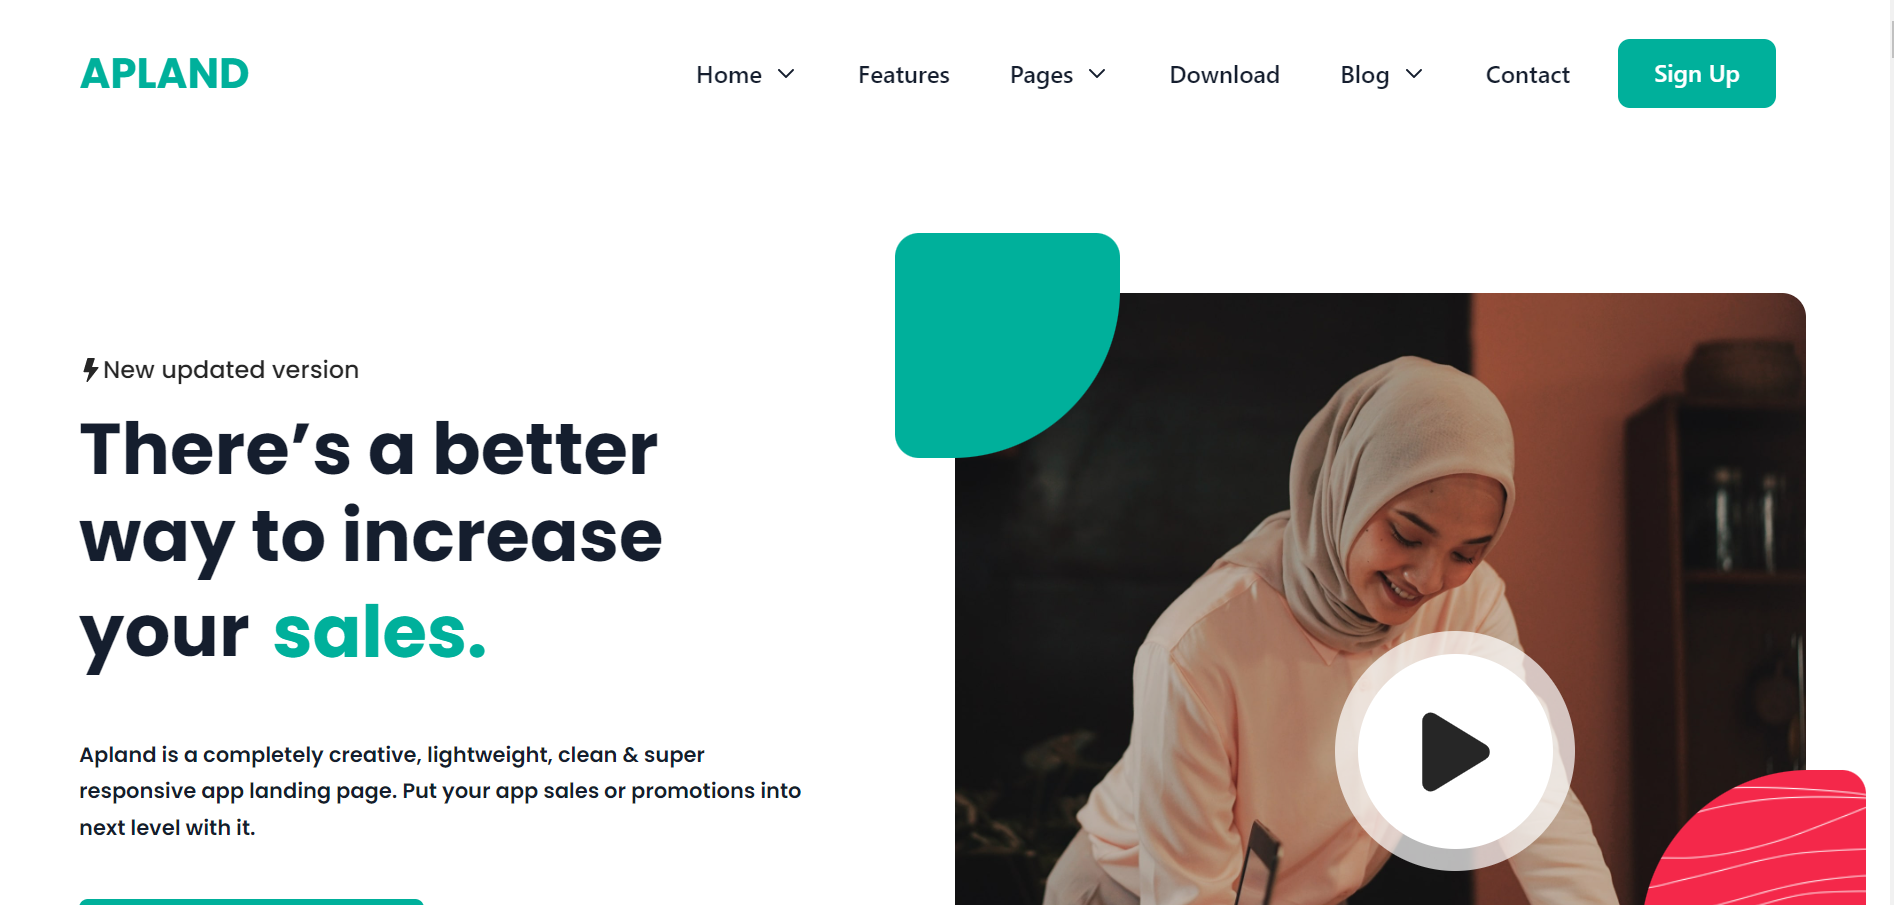 APLAND
Home Features Pages Download Blog Contact Sign Up
New updated version
There’s a better
way to increase
your sales.
Apland is a completely creative, lightweight, clean & super
responsive app landing page. Put your app sales or promotions into
next level with it.